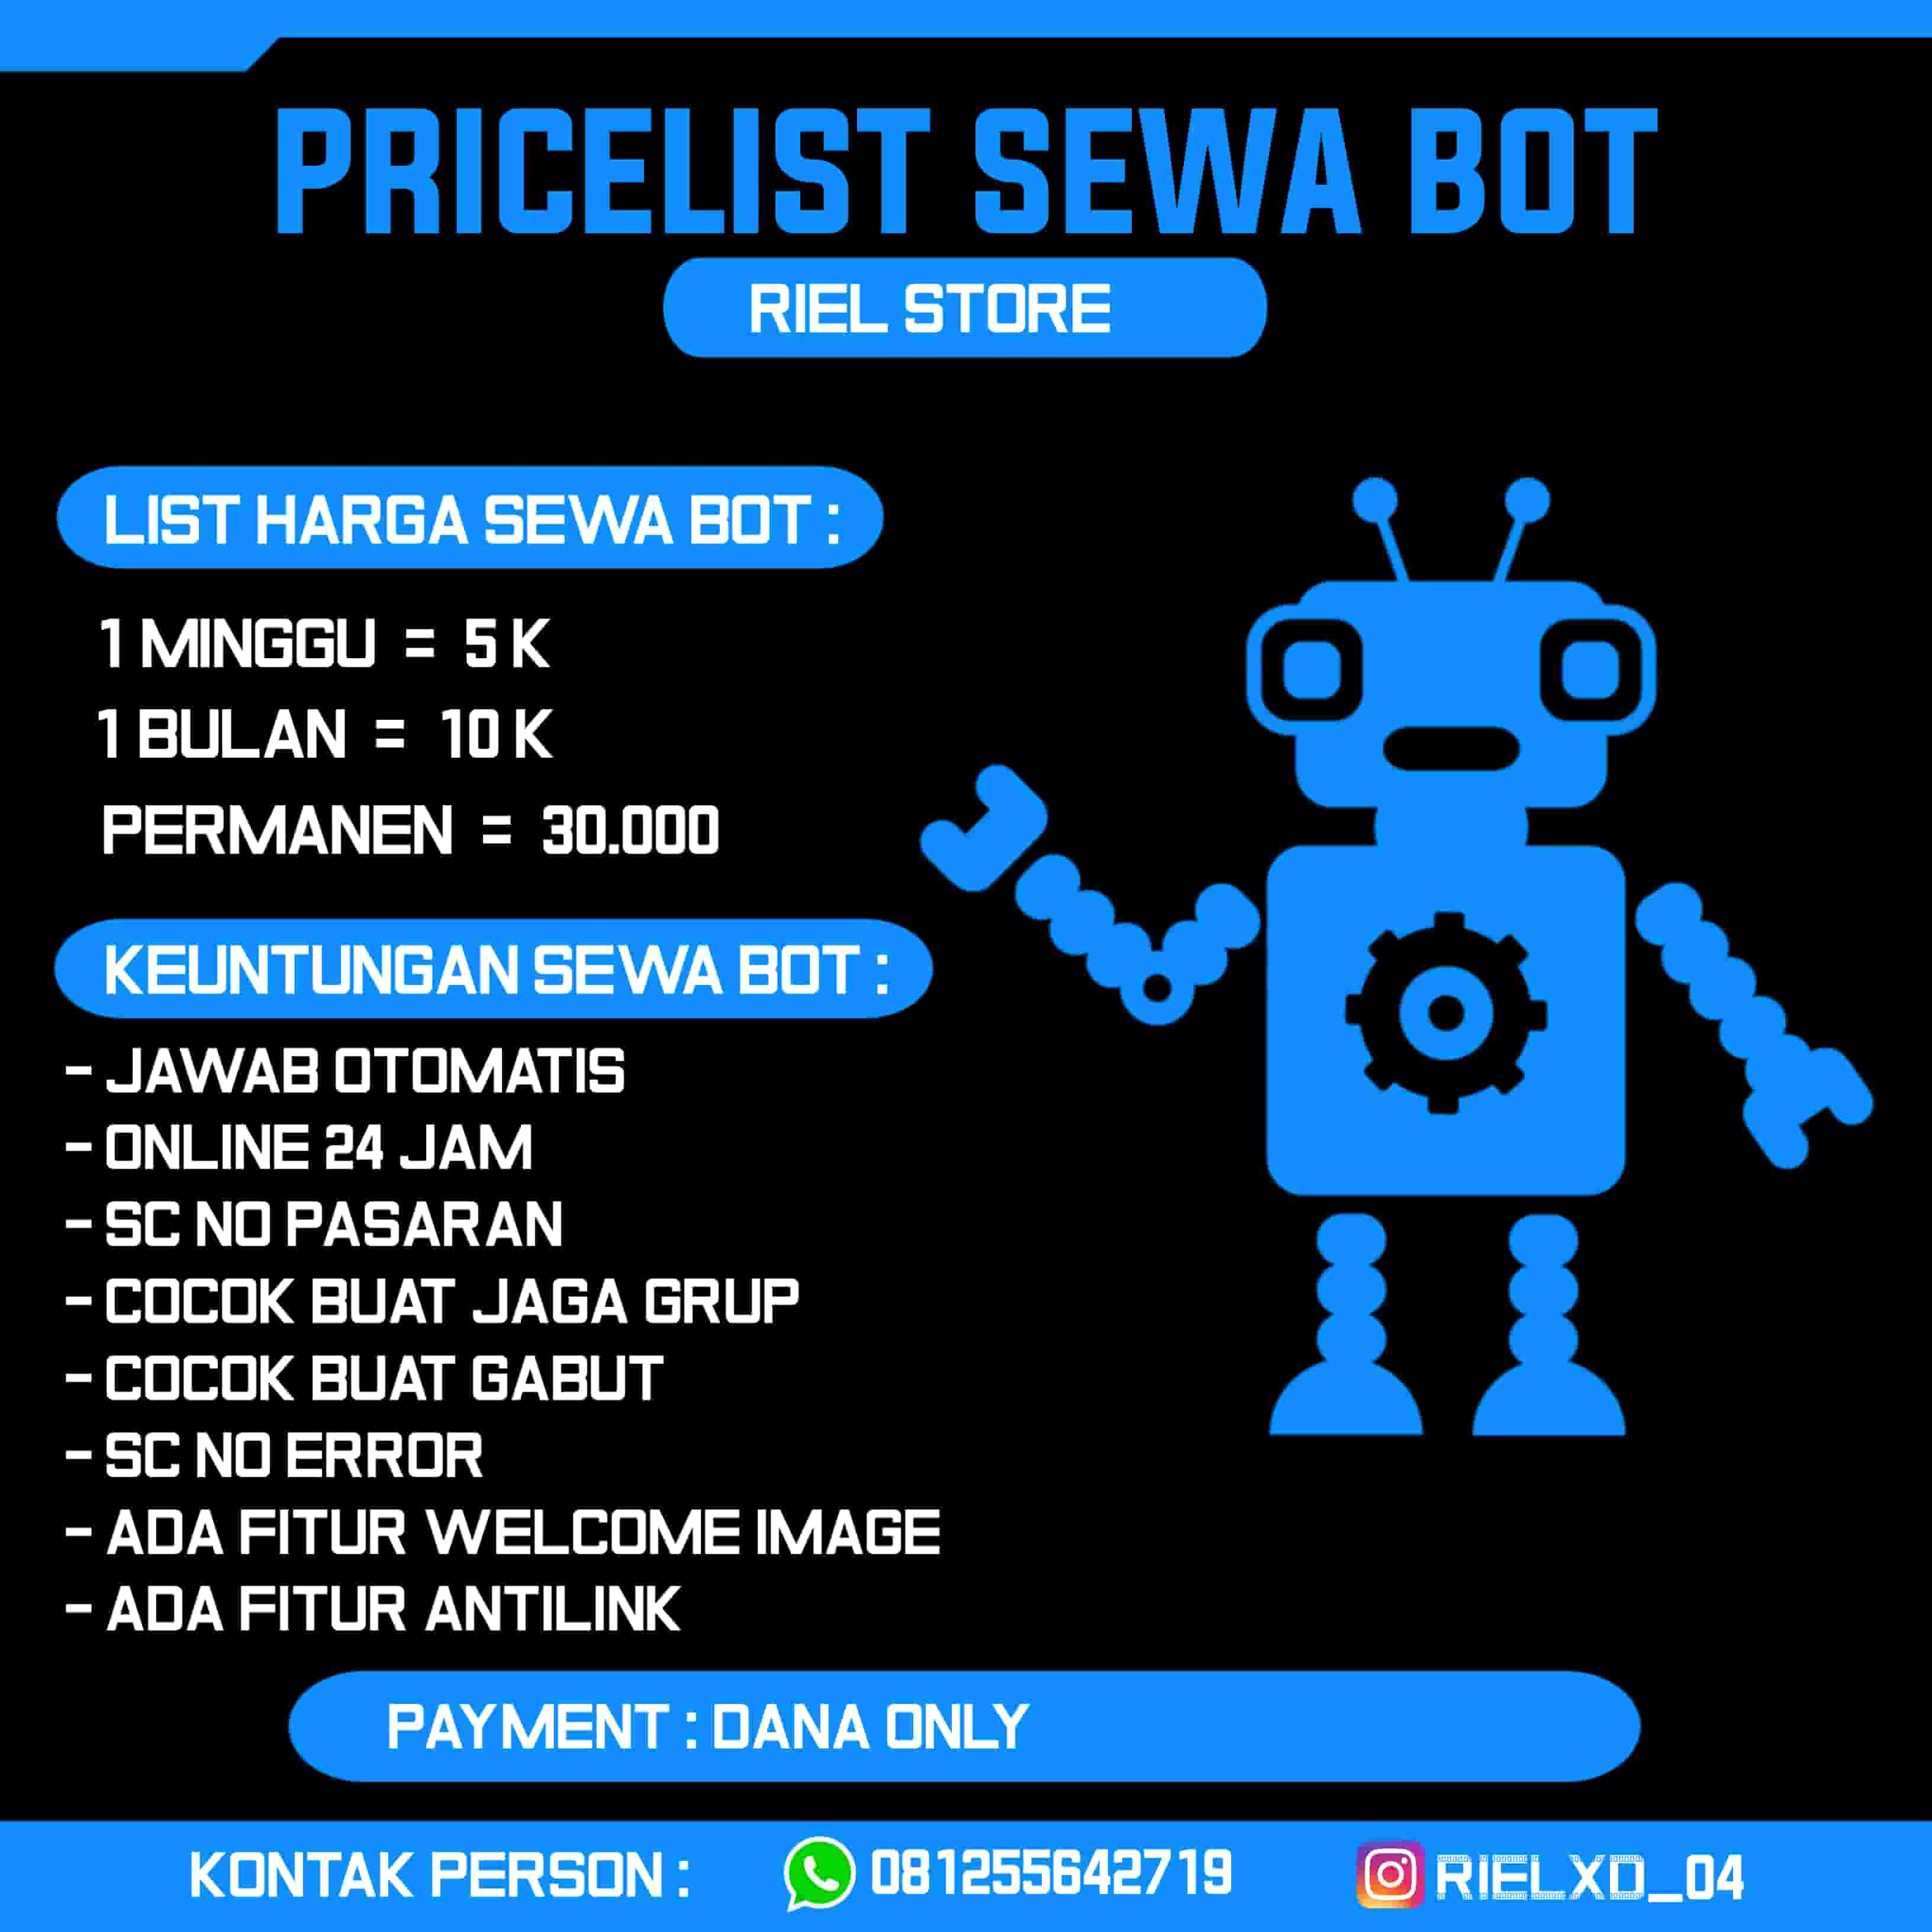 PRICELIST SEWA BOT
RIEL STORE
LIST HARGA SEWA BOT :
1 MINGGU = 5 K
1 BULAN = 10 K
PERMANEN = 30.000
KEUNTUNGAN SEWA BOT :
- JAWAB OTOMATIS
- ONLINE 24 JAM
- SC NO PASARAN
- COCOK BUAT JAGA GRUP
- COCOK BUAT GABUT
- SC NO ERROR
- ADA FITUR WELCOME IMAGE
- ADA FITUR ANTILINK
PAYMENT : DANA ONLY
KONTAK PERSON : 081255642719 RIELXD_04